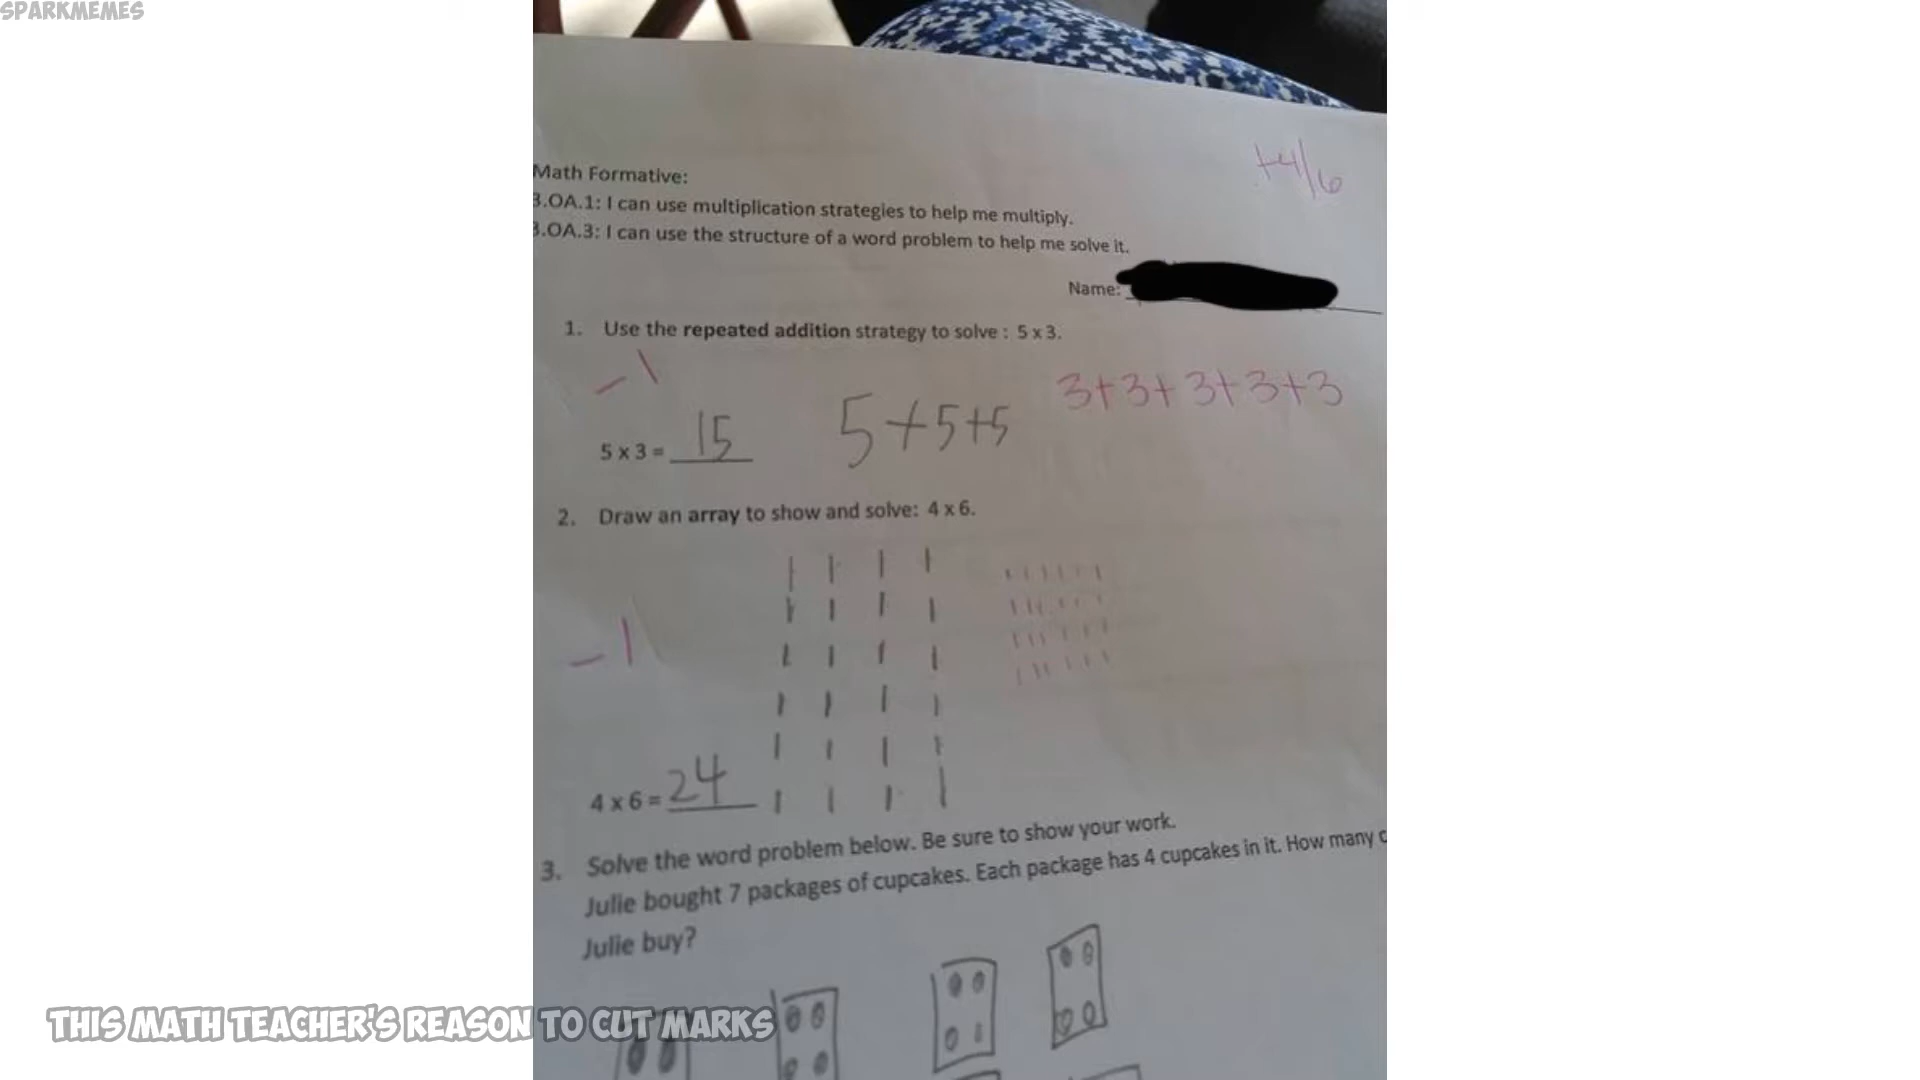 SPARKMEMES
+4/6
Math Formative:
3.OA.1: I can use multiplication strategies to help me multiply.
3.OA.3: I can use the structure of a word problem to help me solve it.
Name:
1. Use the repeated addition strategy to solve : 5 x 3.
-1
3+3+3+3+3
5 x 3 = 15 5+5+5
2. Draw an array to show and solve: 4 x 6.
-1
4 x 6 = 24
3. Solve the word problem below. Be sure to show your work.
Julie bought 7 packages of cupcakes. Each package has 4 cupcakes in it. How many
Julie buy?
THIS MATH TEACHER'S REASON TO CUT MARKS